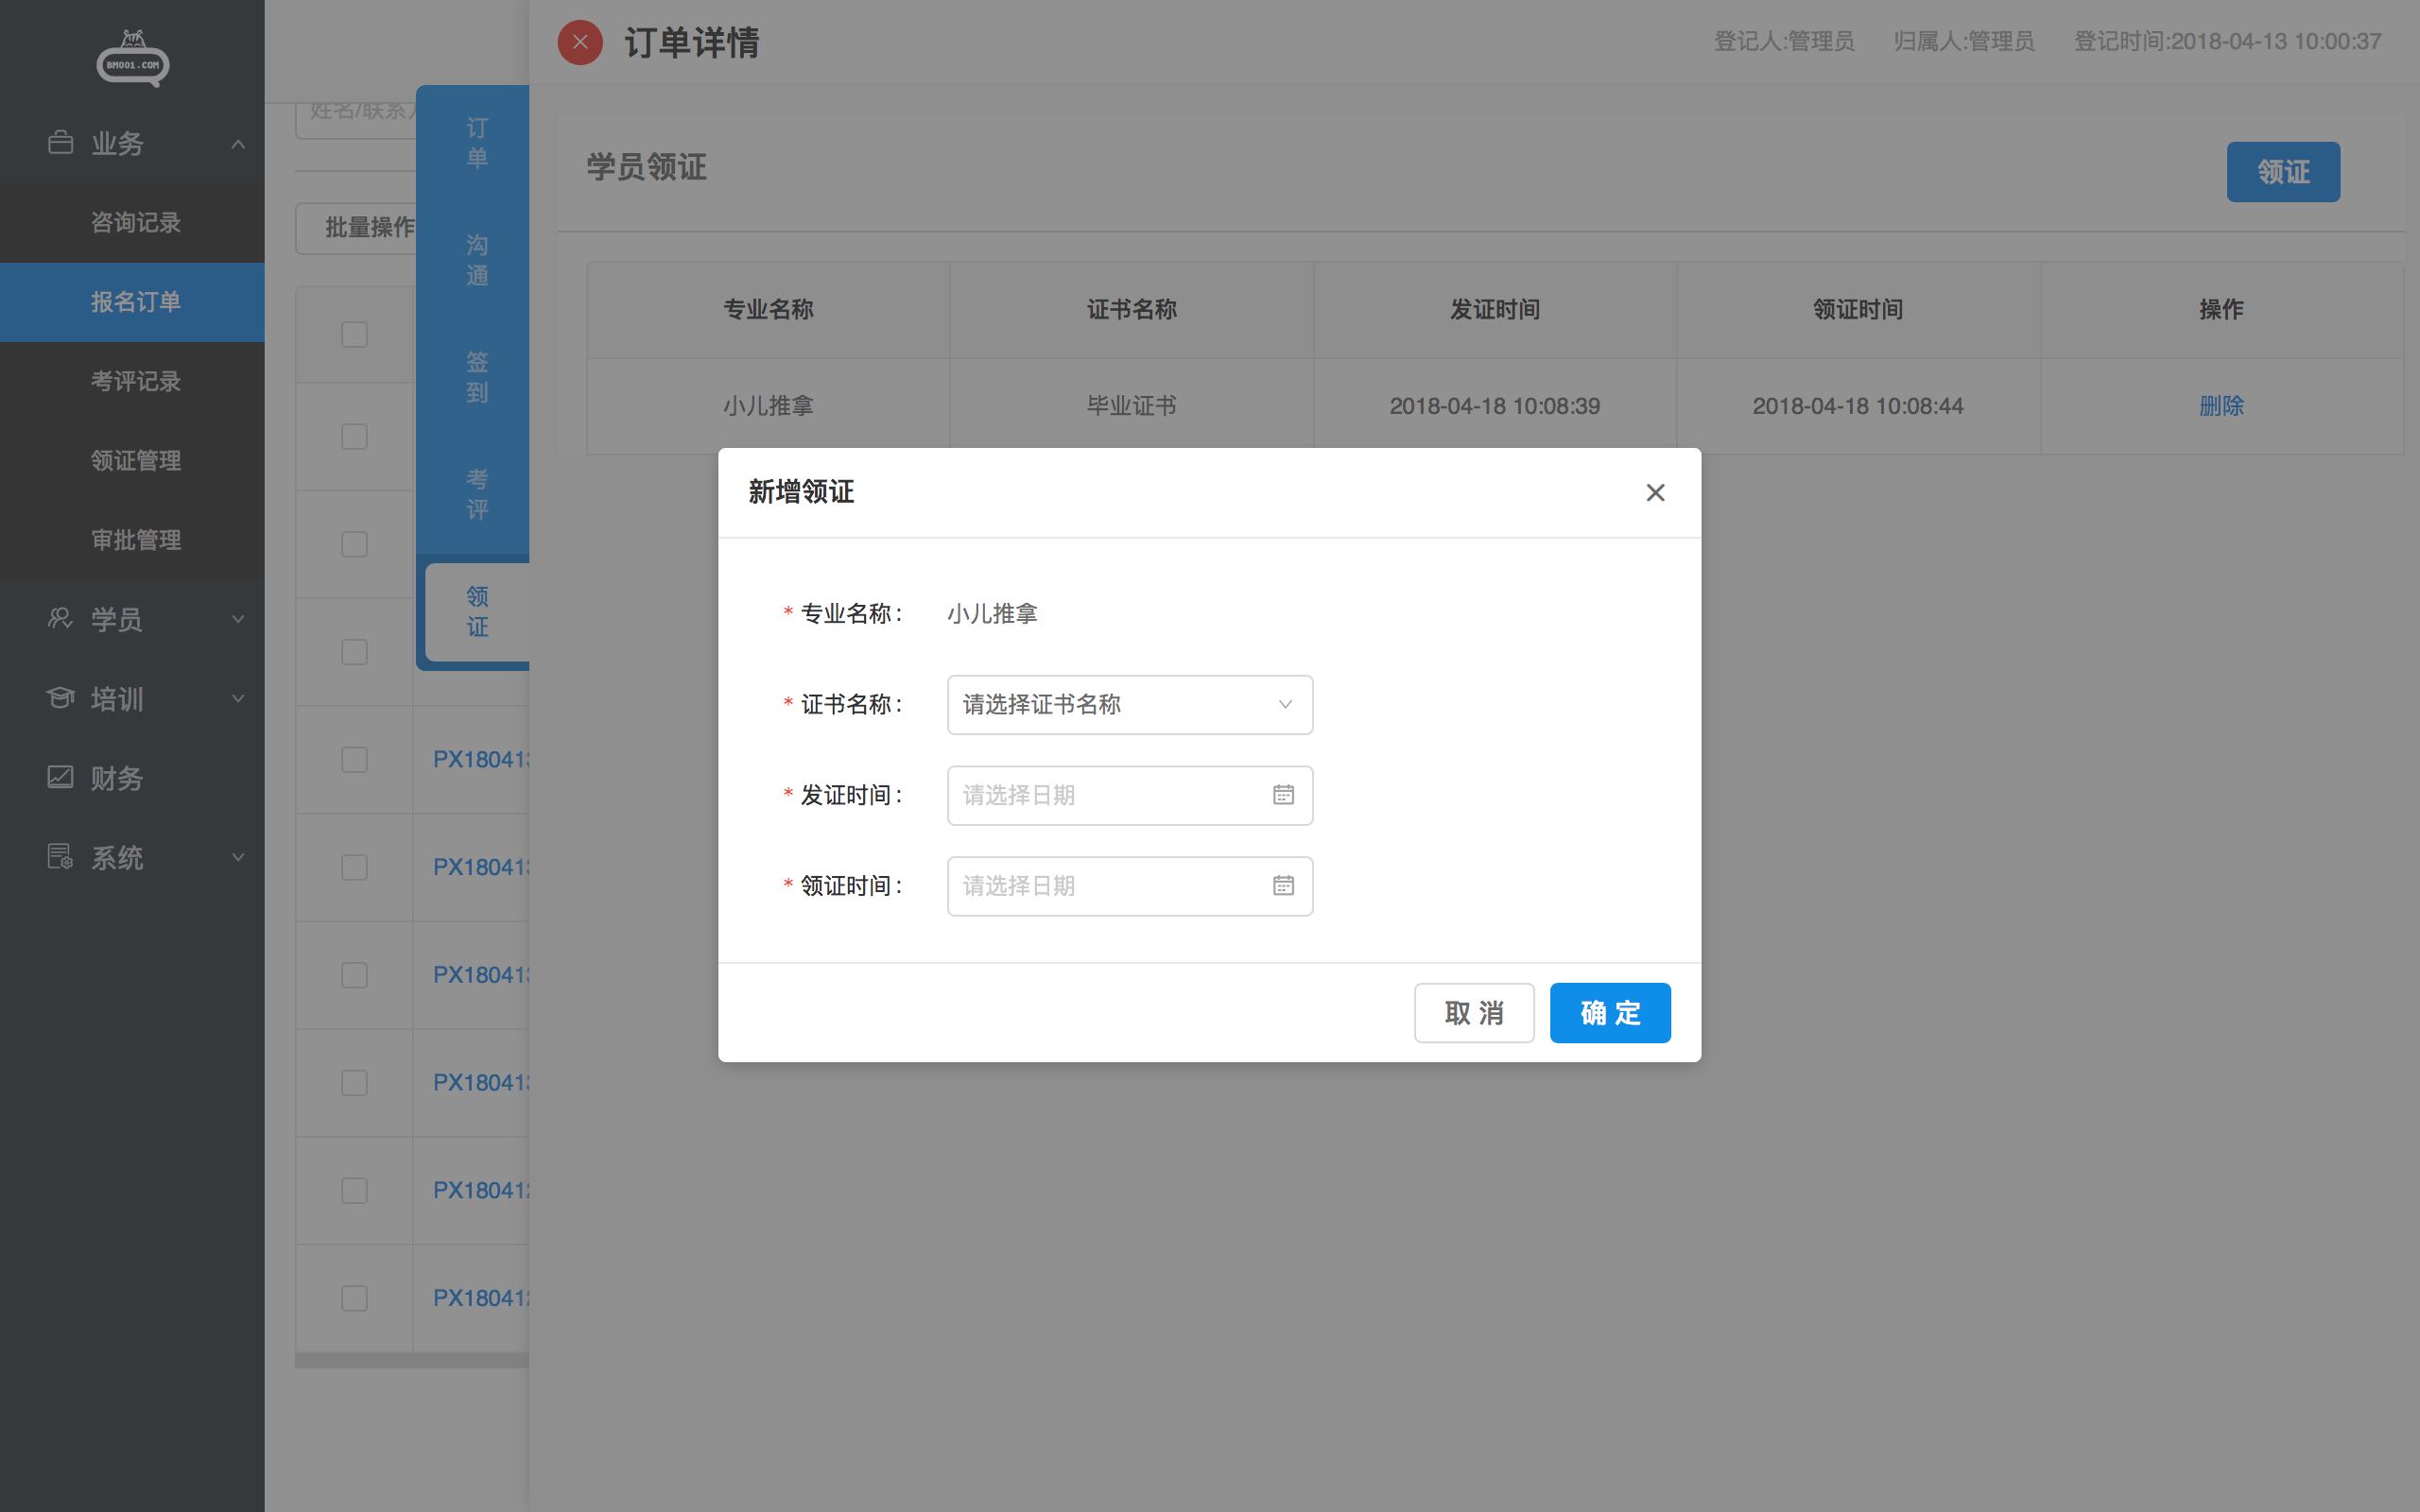 BM001.COM
业务
咨询记录
报名订单
考评记录
领证管理
审批管理
学员
培训
财务
系统
姓名/联系
批量操作
PX18041
PX18041
PX18041
PX18041
PX18041
PX18041
订单
沟通
签到
考评
领证
订单详情
登记人:管理员 归属人:管理员 登记时间:2018-04-13 10:00:37
学员领证
领证
专业名称 证书名称 发证时间 领证时间 操作
小儿推拿 毕业证书 2018-04-18 10:08:39 2018-04-18 10:08:44 删除
新增领证
* 专业名称: 小儿推拿
* 证书名称: 请选择证书名称
* 发证时间: 请选择日期
* 领证时间: 请选择日期
取 消 确 定